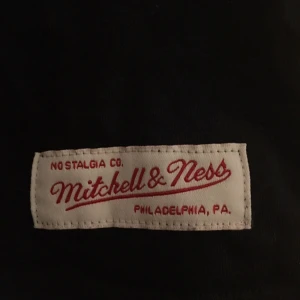 NOSTALGIA CO.
Mitchell & Ness
PHILADELPHIA, PA.